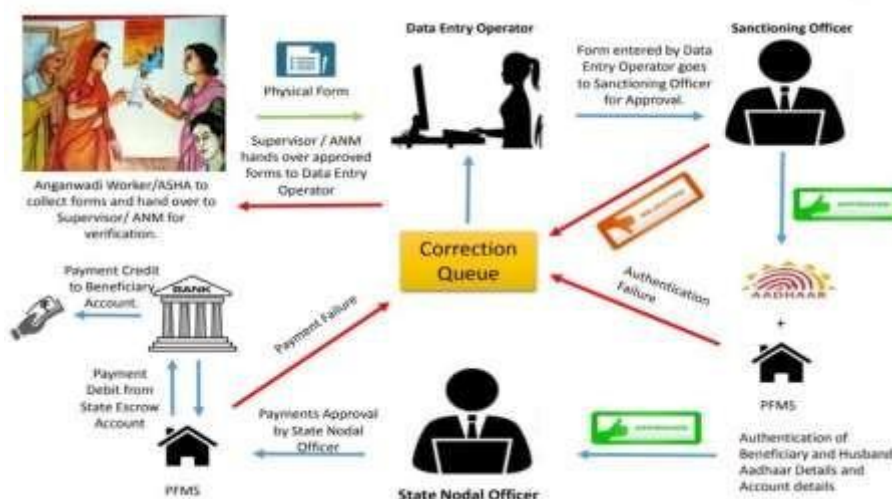 Data Entry Operator
Sanctioning Officer
Physical Form
Form entered by Data
Entry Operator goes
to Sanctioning Officer
for Approval.
Supervisor / ANM
hands over approved
forms to Data Entry
Operator
Anganwadi Worker/ASHA to
collect forms and hand over to
Supervisor/ ANM for
verification.
Correction
Queue
AADHAAR
+
PFMS
Authentication
Failure
Payment Credit
to Beneficiary
Account.
BANK
Payment Failure
Payment
Debit from
State Escrow
Account
PFMS
Payments Approval
by State Nodal
Officer
State Nodal Officer
Authentication of
Beneficiary and Husband
Aadhaar Details and
Account details